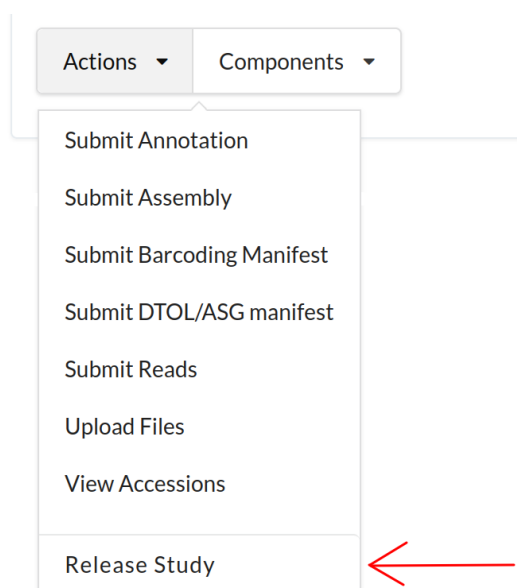 Actions Components
Submit Annotation
Submit Assembly
Submit Barcoding Manifest
Submit DTOL/ASG manifest
Submit Reads
Upload Files
View Accessions
Release Study